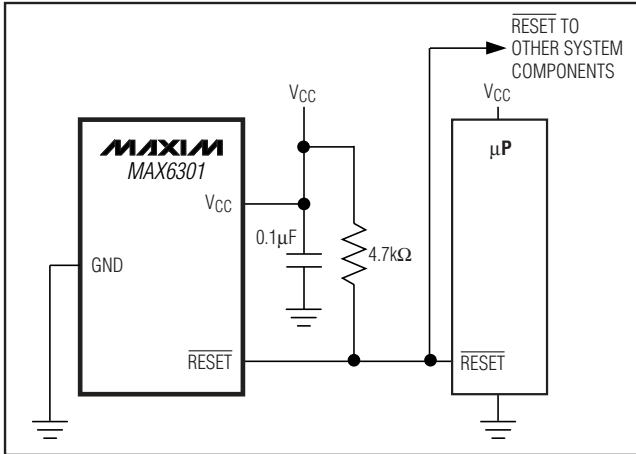 RESET TO
OTHER SYSTEM
COMPONENTS
VCC
VCC
MAXIM
MAX6301
μP
VCC
0.1μF
4.7kΩ
GND
RESET
RESET